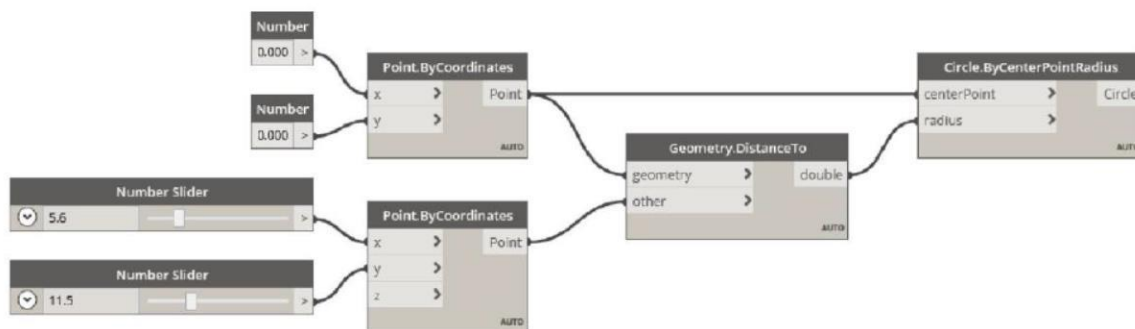 Number
0.000 >
Number
0.000 >
Point.ByCoordinates
x > Point
y >
AUTO
Circle.ByCenterPointRadius
centerPoint > Circle
radius >
AUTO
Geometry.DistanceTo
geometry > double
other >
AUTO
Number Slider
5.6 >
Number Slider
11.5 >
Point.ByCoordinates
x > Point
y >
z >
AUTO